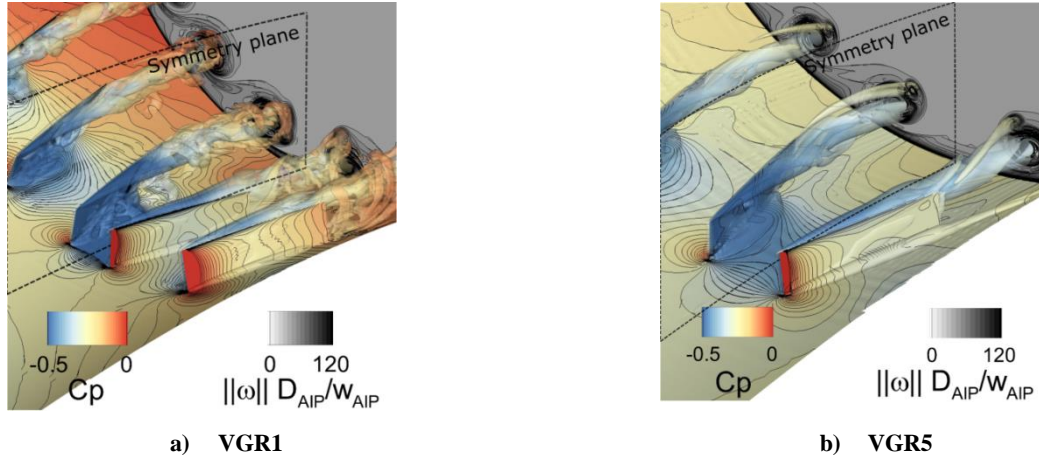 Symmetry plane
-0.5 0
Cp
0 120
||ω|| D_AIP/w_AIP
Symmetry plane
-0.5 0
Cp
0 120
||ω|| D_AIP/w_AIP
a) VGR1
b) VGR5